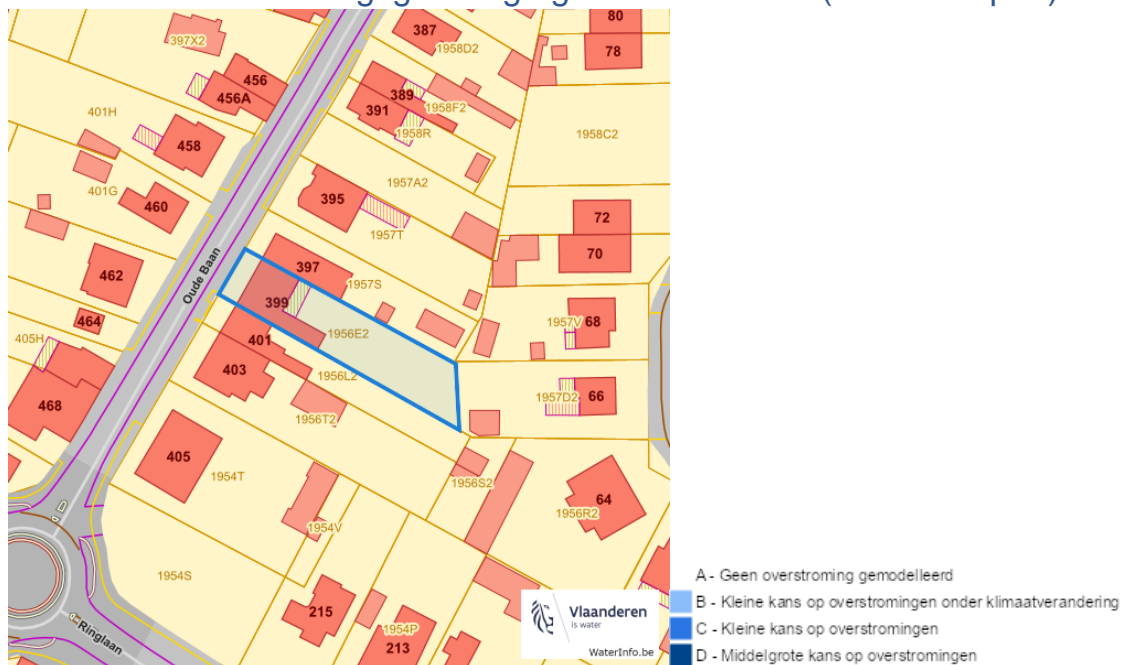 80
387
1958D2
78
397X2
456
456A
389
391
1958F2
401H
1958R
1958C2
458
1957A2
401G
395
460
72
1957T
70
Oude Baan
462
397
1957S
399
68
1957V
464
1956E2
401
405H
403
1956L2
66
1957D2
468
1956T2
405
1954T
1956S2
64
1956R2
1954V
1954S
215
1954P
213
Ringlaan
Vlaanderen
is water
WaterInfo.be
A - Geen overstroming gemodelleerd
B - Kleine kans op overstromingen onder klimaatverandering
C - Kleine kans op overstromingen
D - Middelgrote kans op overstromingen